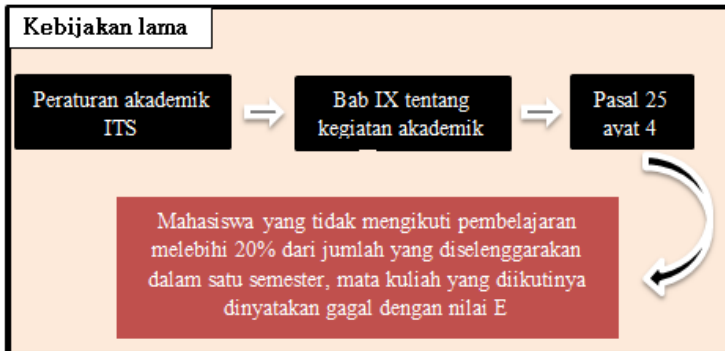 Kebijakan lama
Peraturan akademik
ITS
Bab IX tentang
kegiatan akademik
Pasal 25
ayat 4
Mahasiswa yang tidak mengikuti pembelajaran
melebihi 20% dari jumlah yang diselenggarakan
dalam satu semester, mata kuliah yang diikutinya
dinyatakan gagal dengan nilai E